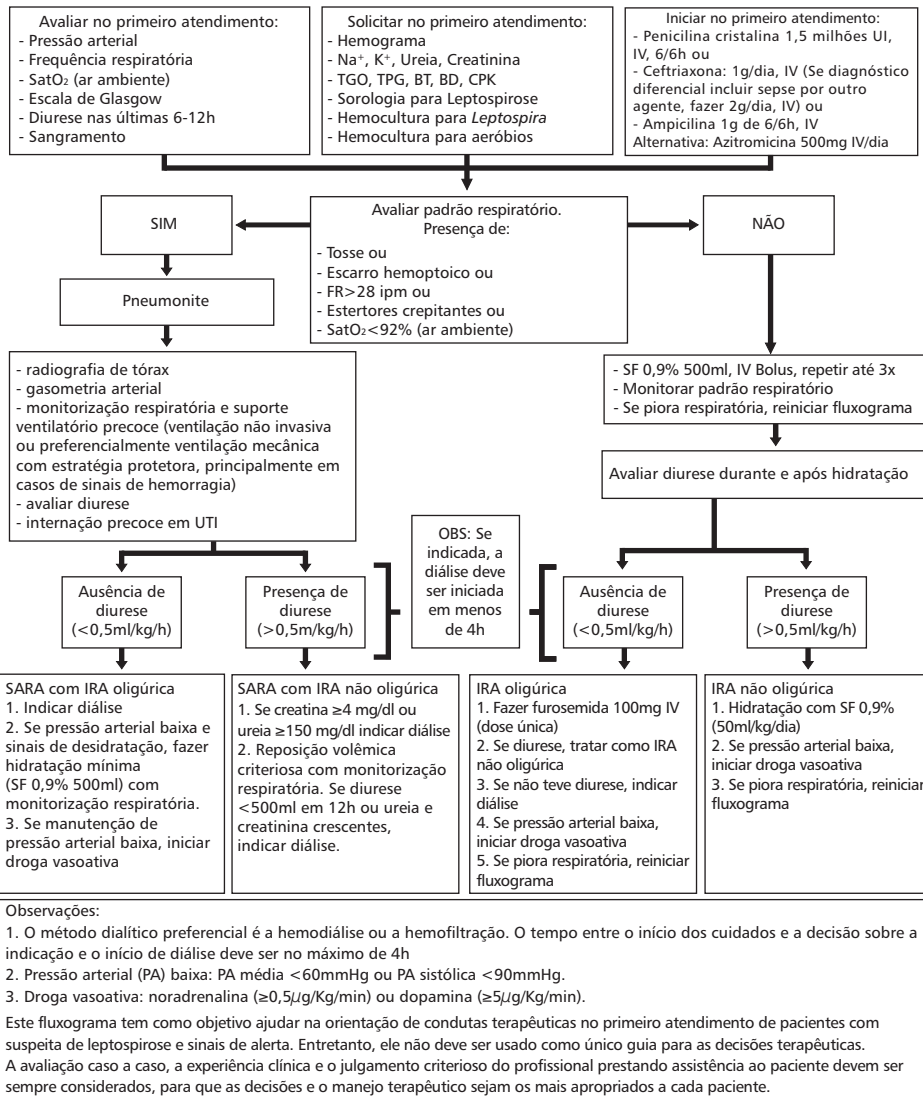 Avaliar no primeiro atendimento:
- Pressão arterial
- Frequência respiratória
- SatO₂ (ar ambiente)
- Escala de Glasgow
- Diurese nas últimas 6-12h
- Sangramento
Solicitar no primeiro atendimento:
- Hemograma
- Na⁺, K⁺, Ureia, Creatinina
- TGO, TPG, BT, BD, CPK
- Sorologia para Leptospirose
- Hemocultura para Leptospira
- Hemocultura para aeróbios
Iniciar no primeiro atendimento:
- Penicilina cristalina 1,5 milhões UI,
IV, 6/6h ou
- Ceftriaxona: 1g/dia, IV (Se diagnóstico
diferencial incluir sepse por outro
agente, fazer 2g/dia, IV) ou
- Ampicilina 1g de 6/6h, IV
Alternativa: Azitromicina 500mg IV/dia
SIM
Avaliar padrão respiratório.
Presença de:
- Tosse ou
- Escarro hemoptoico ou
- FR>28 ipm ou
- Estertores crepitantes ou
- SatO₂<92% (ar ambiente)
NÃO
Pneumonite
- radiografia de tórax
- gasometria arterial
- monitorização respiratória e suporte
ventilatório precoce (ventilação não invasiva
ou preferencialmente ventilação mecânica
com estratégia protetora, principalmente em
casos de sinais de hemorragia)
- avaliar diurese
- internação precoce em UTI
- SF 0,9% 500ml, IV Bolus, repetir até 3x
- Monitorar padrão respiratório
- Se piora respiratória, reiniciar fluxograma
Avaliar diurese durante e após hidratação
Ausência de
diurese
(<0,5ml/kg/h)
Presença de
diurese
(>0,5m/kg/h)
OBS: Se
indicada, a
diálise deve
ser iniciada
em menos
de 4h
Ausência de
diurese
(<0,5ml/kg/h)
Presença de
diurese
(>0,5ml/kg/h)
SARA com IRA oligúrica
1. Indicar diálise
2. Se pressão arterial baixa e
sinais de desidratação, fazer
hidratação mínima
(SF 0,9% 500ml) com
monitorização respiratória.
3. Se manutenção de
pressão arterial baixa, iniciar
droga vasoativa
SARA com IRA não oligúrica
1. Se creatina ≥4 mg/dl ou
ureia ≥150 mg/dl indicar diálise
2. Reposição volêmica
criteriosa com monitorização
respiratória. Se diurese
<500ml em 12h ou ureia e
creatinina crescentes,
indicar diálise.
IRA oligúrica
1. Fazer furosemida 100mg IV
(dose única)
2. Se diurese, tratar como IRA
não oligúrica
3. Se não teve diurese, indicar
diálise
4. Se pressão arterial baixa,
iniciar droga vasoativa
5. Se piora respiratória, reiniciar
fluxograma
IRA não oligúrica
1. Hidratação com SF 0,9%
(50ml/kg/dia)
2. Se pressão arterial baixa,
iniciar droga vasoativa
3. Se piora respiratória, reiniciar
fluxograma
Observações:
1. O método dialítico preferencial é a hemodiálise ou a hemofiltração. O tempo entre o início dos cuidados e a decisão sobre a
indicação e o início de diálise deve ser no máximo de 4h
2. Pressão arterial (PA) baixa: PA média <60mmHg ou PA sistólica <90mmHg.
3. Droga vasoativa: noradrenalina (≥0,5µg/Kg/min) ou dopamina (≥5µg/Kg/min).
Este fluxograma tem como objetivo ajudar na orientação de condutas terapêuticas no primeiro atendimento de pacientes com
suspeita de leptospirose e sinais de alerta. Entretanto, ele não deve ser usado como único guia para as decisões terapêuticas.
A avaliação caso a caso, a experiência clínica e o julgamento criterioso do profissional prestando assistência ao paciente devem ser
sempre considerados, para que as decisões e o manejo terapêutico sejam os mais apropriados a cada paciente.